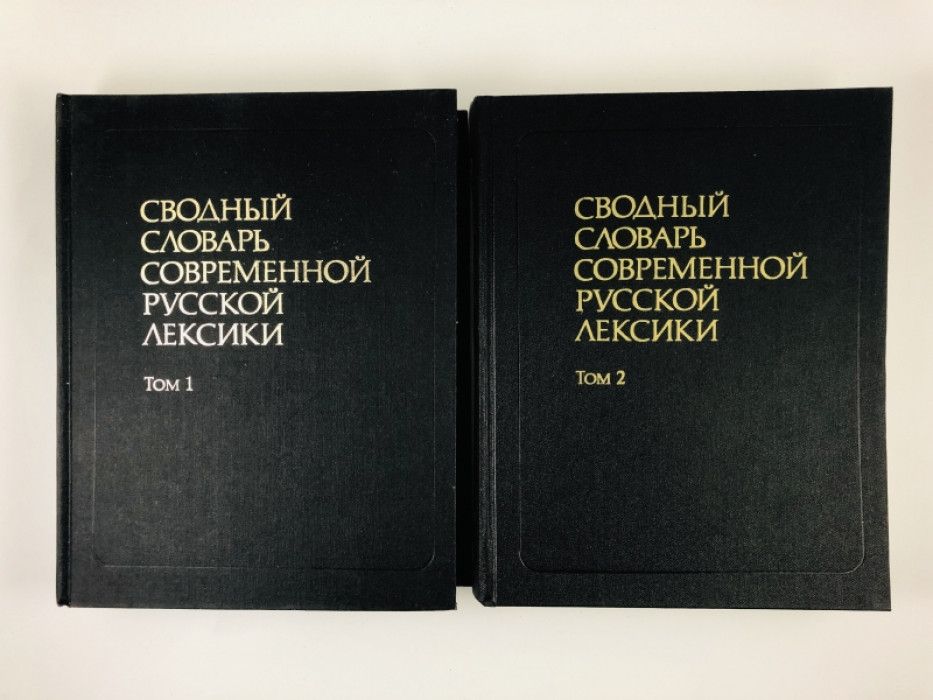 СВОДНЫЙ
СЛОВАРЬ
СОВРЕМЕННОЙ
РУССКОЙ
ЛЕКСИКИ
Том 1
СВОДНЫЙ
СЛОВАРЬ
СОВРЕМЕННОЙ
РУССКОЙ
ЛЕКСИКИ
Том 2